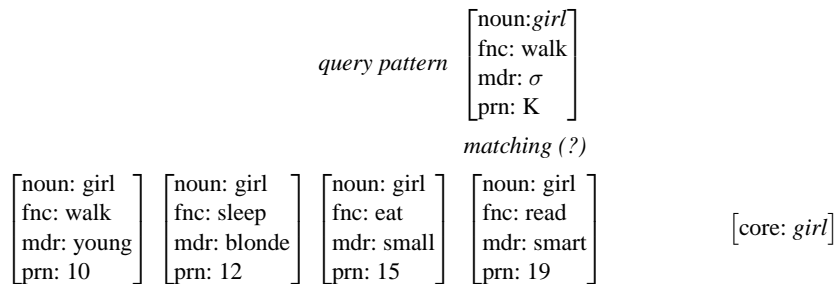 noun:girl
query pattern fnc: walk
mdr: σ
prn: K
matching (?)
noun: girl noun: girl noun: girl noun: girl
fnc: walk fnc: sleep fnc: eat fnc: read [core: girl]
mdr: young mdr: blonde mdr: small mdr: smart
prn: 10 prn: 12 prn: 15 prn: 19